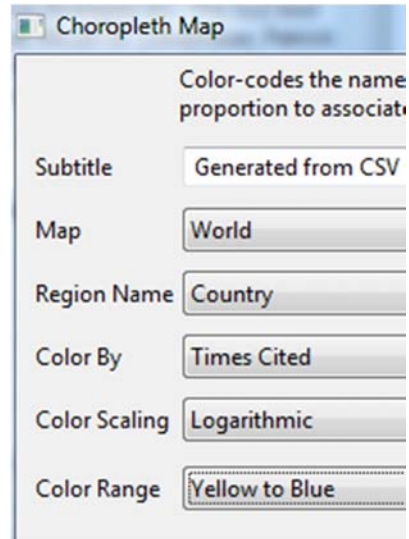 Choropleth Map
Color-codes the name
proportion to associat
Subtitle Generated from CSV
Map World
Region Name Country
Color By Times Cited
Color Scaling Logarithmic
Color Range Yellow to Blue